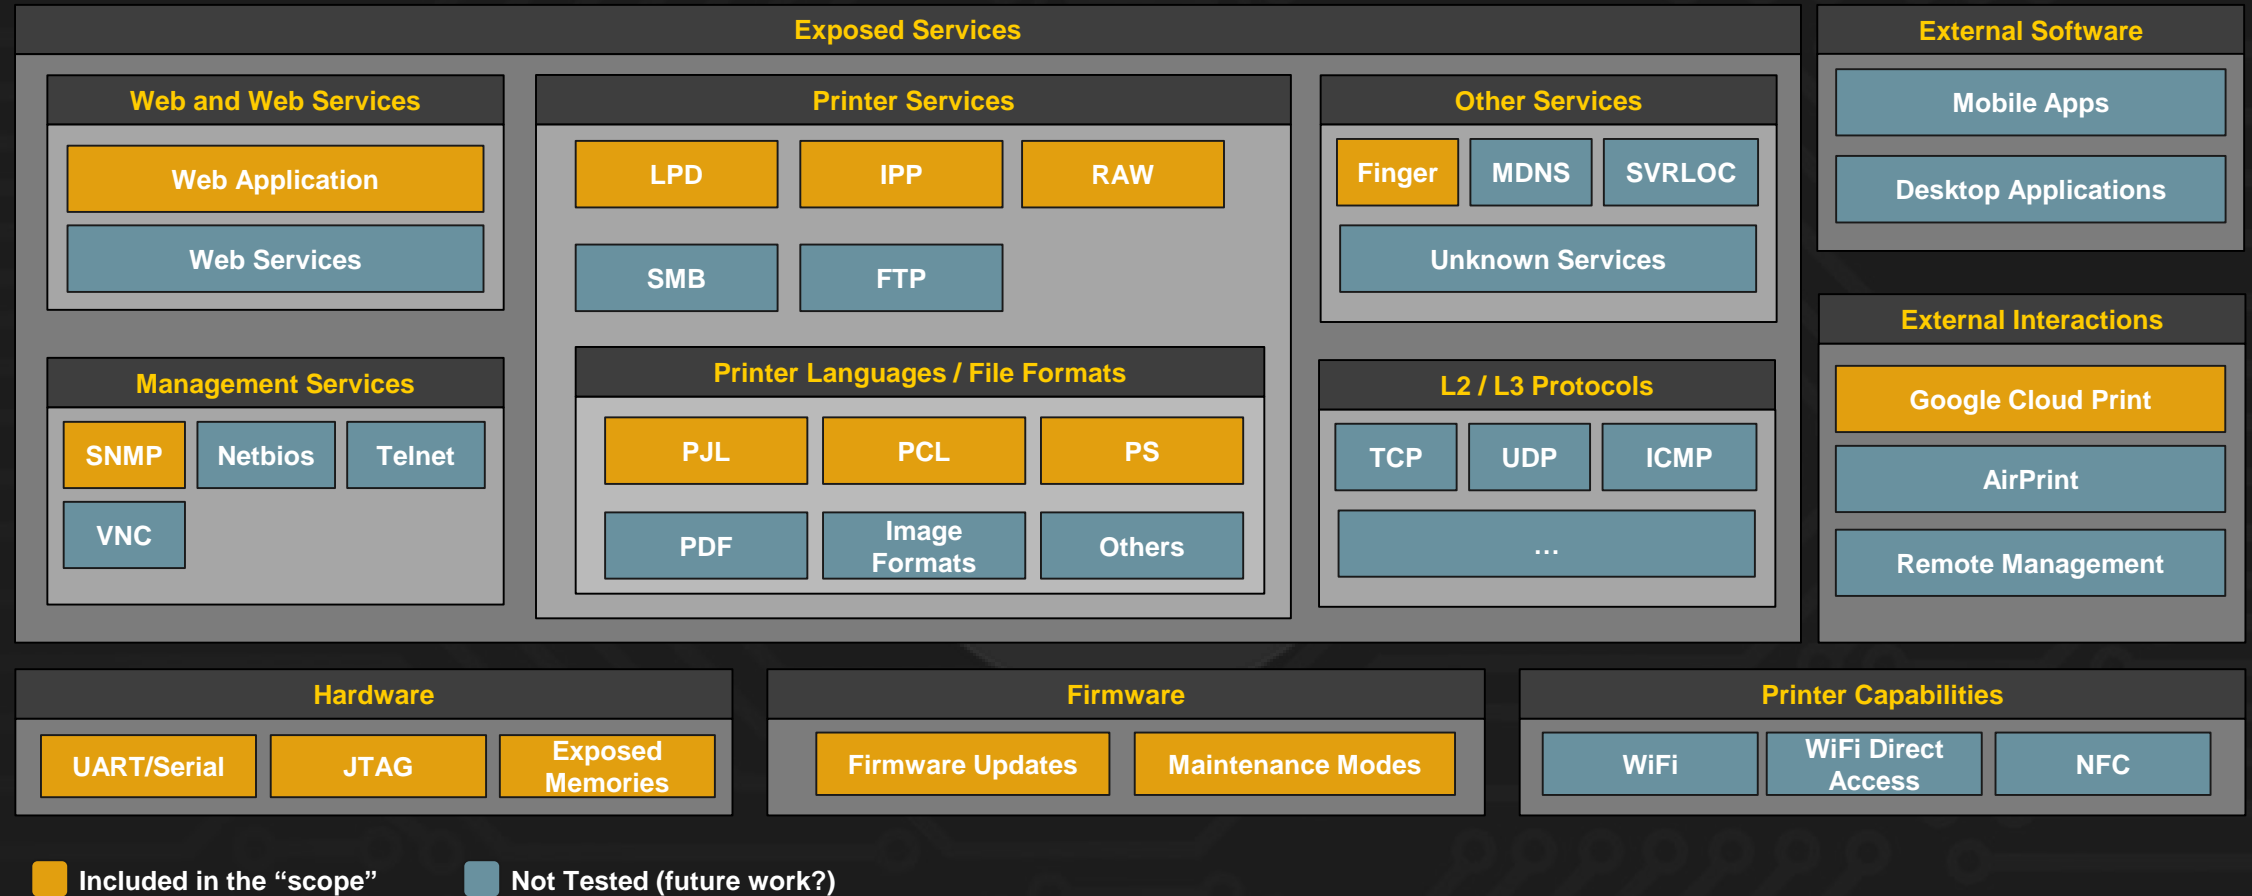 Exposed Services
Web and Web Services
Web Application
Web Services
Management Services
SNMP
Netbios
Telnet
VNC
Printer Services
LPD
IPP
RAW
SMB
FTP
Printer Languages / File Formats
PJL
PCL
PS
PDF
Image
Formats
Others
Other Services
Finger
MDNS
SVRLOC
Unknown Services
L2 / L3 Protocols
TCP
UDP
ICMP
…
External Software
Mobile Apps
Desktop Applications
External Interactions
Google Cloud Print
AirPrint
Remote Management
Hardware
UART/Serial
JTAG
Exposed
Memories
Firmware
Firmware Updates
Maintenance Modes
Printer Capabilities
WiFi
WiFi Direct
Access
NFC
Included in the “scope”
Not Tested (future work?)